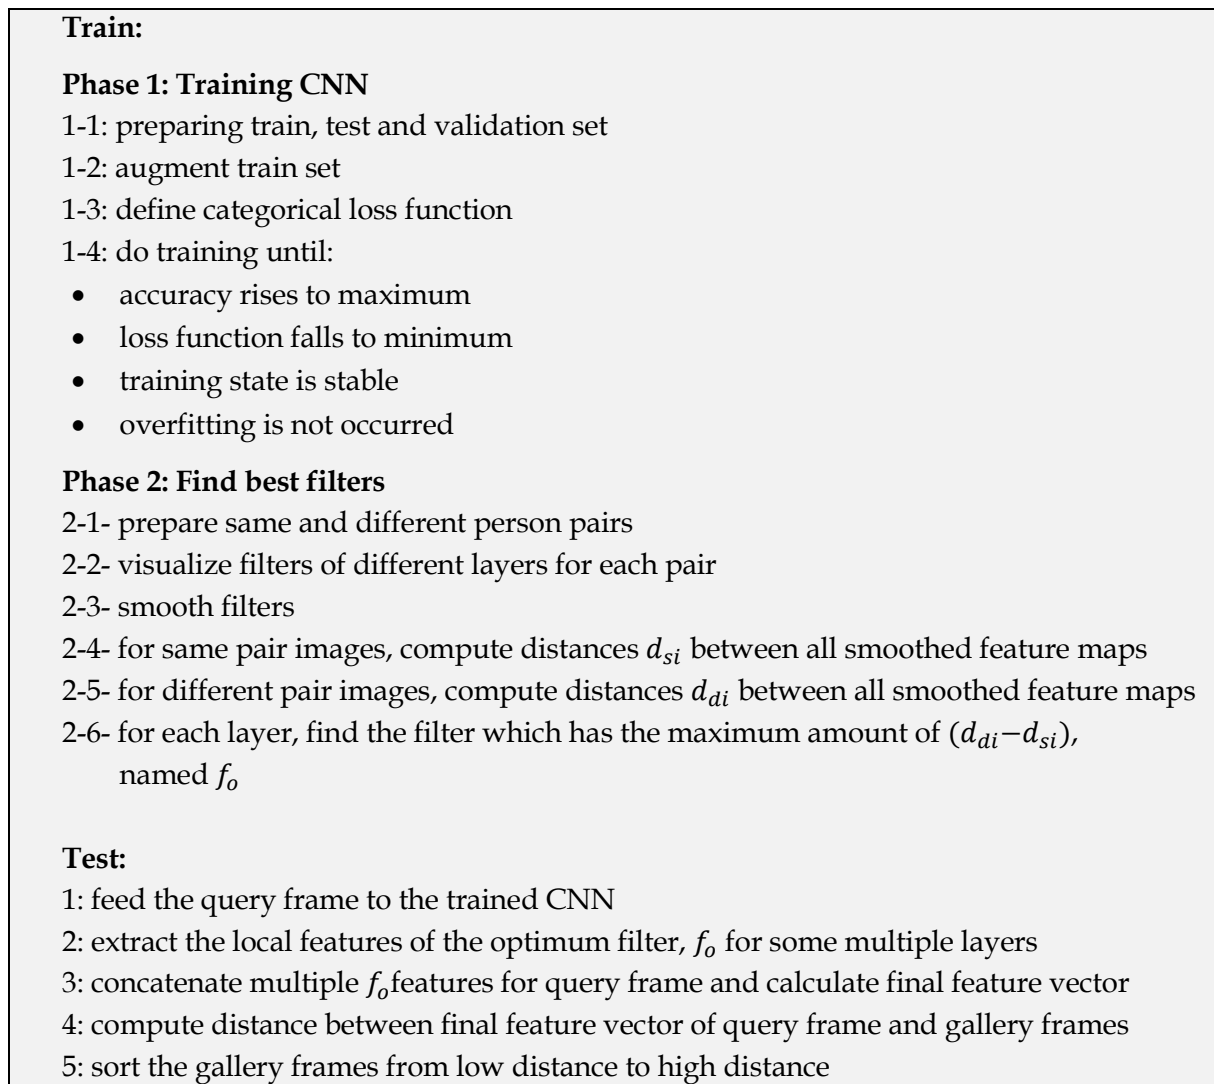 Train:
Phase 1: Training CNN
1-1: preparing train, test and validation set
1-2: augment train set
1-3: define categorical loss function
1-4: do training until:
• accuracy rises to maximum
• loss function falls to minimum
• training state is stable
• overfitting is not occurred
Phase 2: Find best filters
2-1- prepare same and different person pairs
2-2- visualize filters of different layers for each pair
2-3- smooth filters
2-4- for same pair images, compute distances 𝑑𝑠𝑖 between all smoothed feature maps
2-5- for different pair images, compute distances 𝑑𝑑𝑖 between all smoothed feature maps
2-6- for each layer, find the filter which has the maximum amount of (𝑑𝑑𝑖−𝑑𝑠𝑖),
named 𝑓𝑜
Test:
1: feed the query frame to the trained CNN
2: extract the local features of the optimum filter, 𝑓𝑜 for some multiple layers
3: concatenate multiple 𝑓𝑜features for query frame and calculate final feature vector
4: compute distance between final feature vector of query frame and gallery frames
5: sort the gallery frames from low distance to high distance